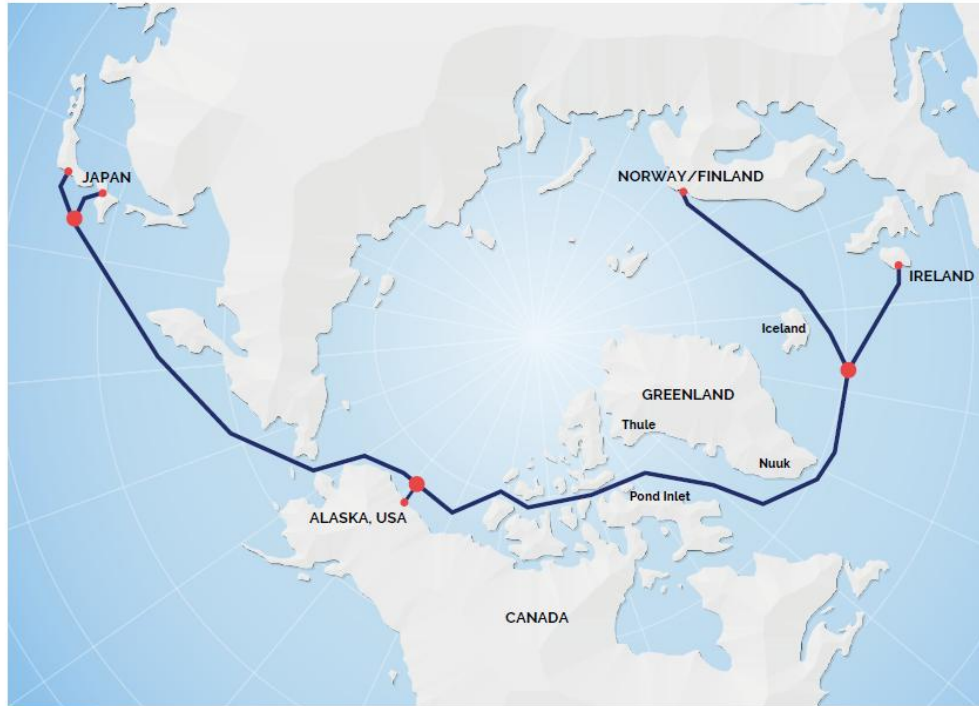 JAPAN
NORWAY/FINLAND
IRELAND
Iceland
GREENLAND
Thule
Nuuk
Pond Inlet
ALASKA, USA
CANADA